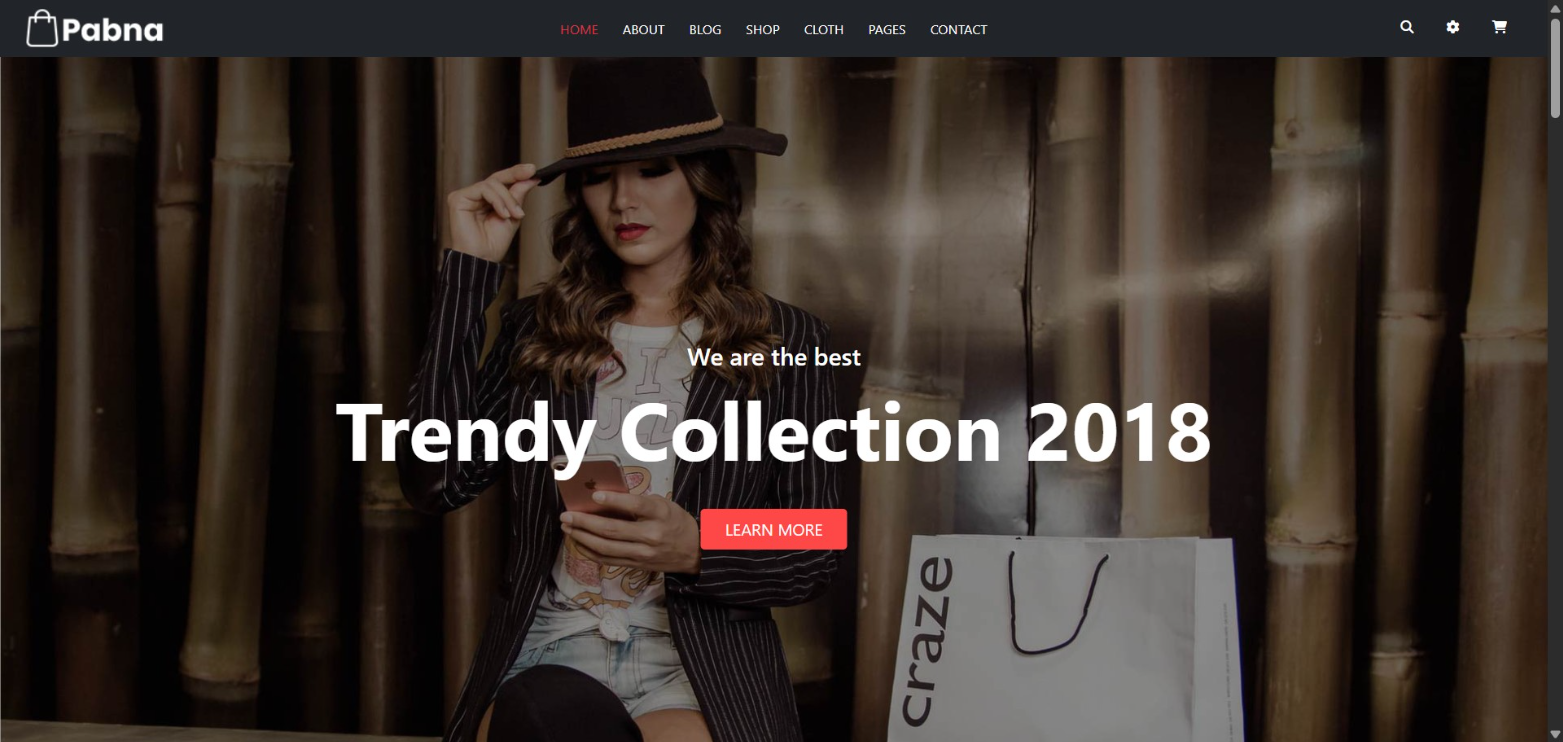 Pabna
HOME ABOUT BLOG SHOP CLOTH PAGES CONTACT
We are the best
Trendy Collection 2018
LEARN MORE
craze